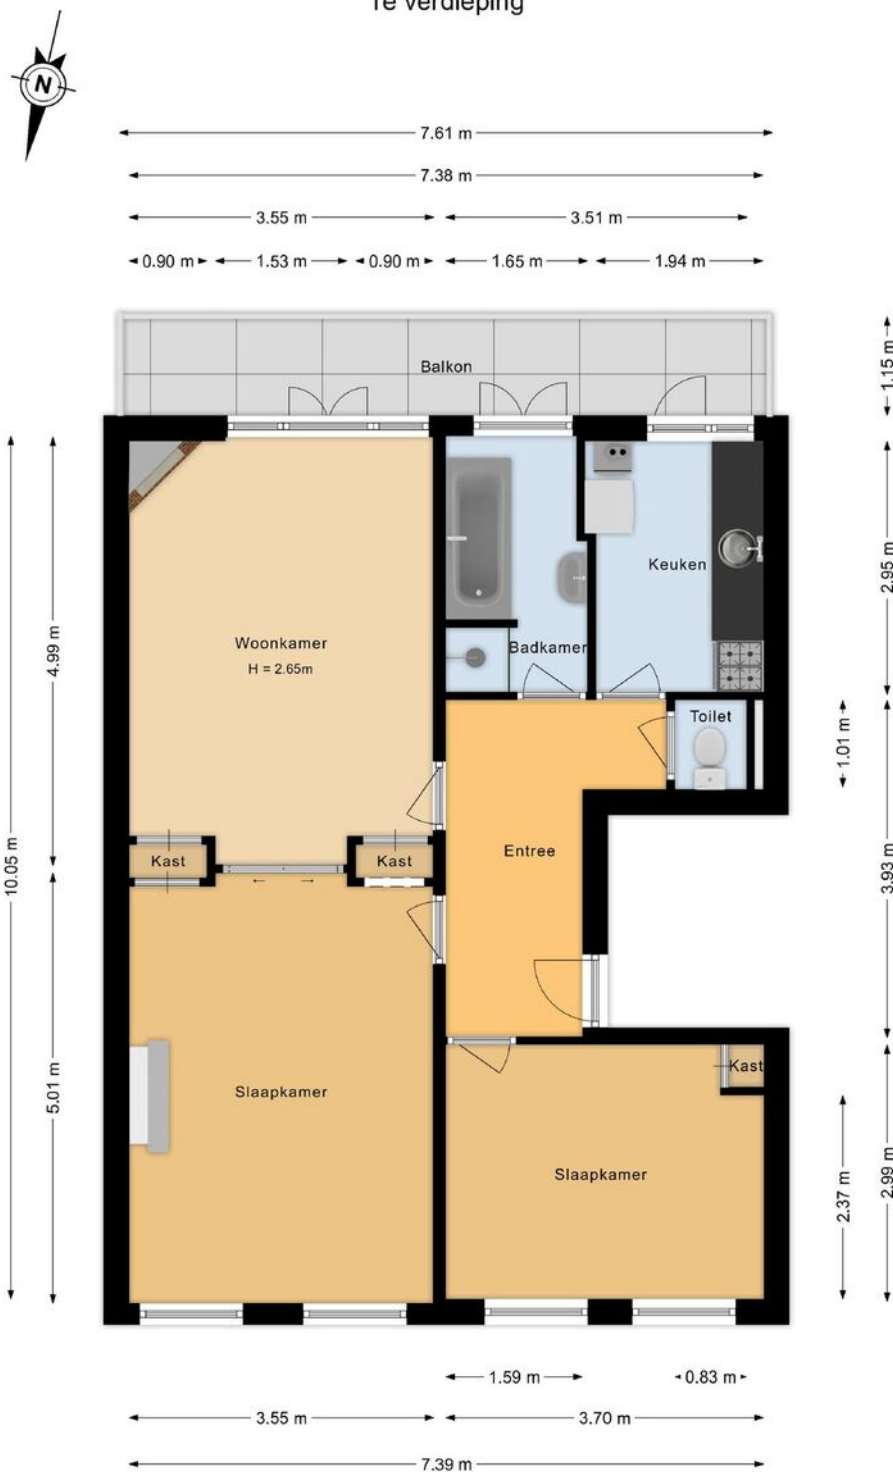 1e verdieping
N
7.61 m
7.38 m
3.55 m 3.51 m
0.90 m 1.53 m 0.90 m 1.65 m 1.94 m
Balkon
1.15 m
Keuken
2.95 m
Woonkamer
H = 2.65m
Badkamer
4.99 m
Toilet
1.01 m
Kast
Kast
Entree
10.05 m
3.93 m
Kast
Slaapkamer
5.01 m
Slaapkamer
2.37 m
2.99 m
1.59 m 0.83 m
3.55 m 3.70 m
7.39 m